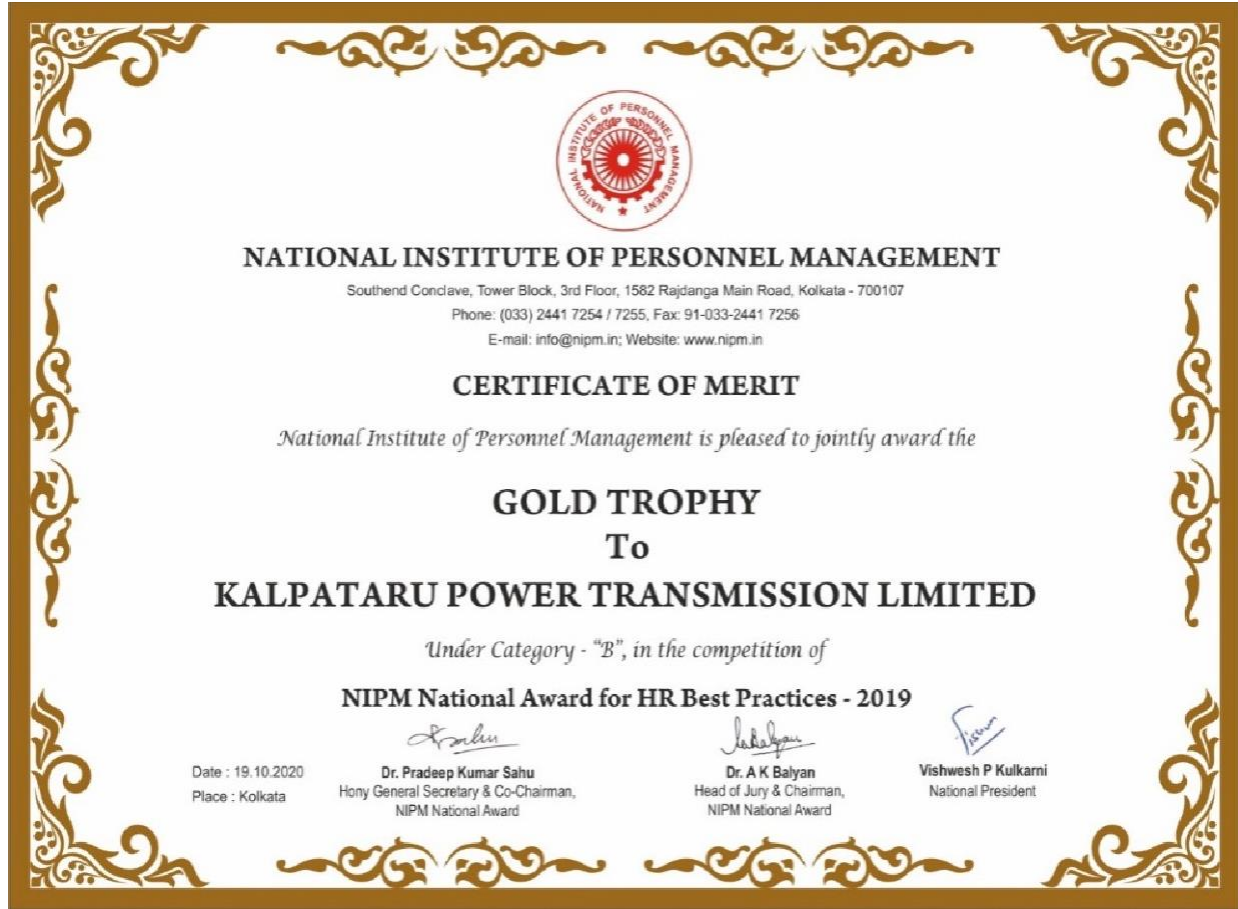 NATIONAL INSTITUTE OF PERSONNEL MANAGEMENT
NATIONAL INSTITUTE OF PERSONNEL MANAGEMENT
Southend Conclave, Tower Block, 3rd Floor, 1582 Rajdanga Main Road, Kolkata - 700107
Phone: (033) 2441 7254 / 7255, Fax: 91-033-2441 7256
E-mail: info@nipm.in; Website: www.nipm.in
CERTIFICATE OF MERIT
National Institute of Personnel Management is pleased to jointly award the
GOLD TROPHY
To
KALPATARU POWER TRANSMISSION LIMITED
Under Category - “B”, in the competition of
NIPM National Award for HR Best Practices - 2019
Date : 19.10.2020
Place : Kolkata
Dr. Pradeep Kumar Sahu
Hony General Secretary & Co-Chairman,
NIPM National Award
Dr. A K Balyan
Head of Jury & Chairman,
NIPM National Award
Vishwesh P Kulkarni
National President